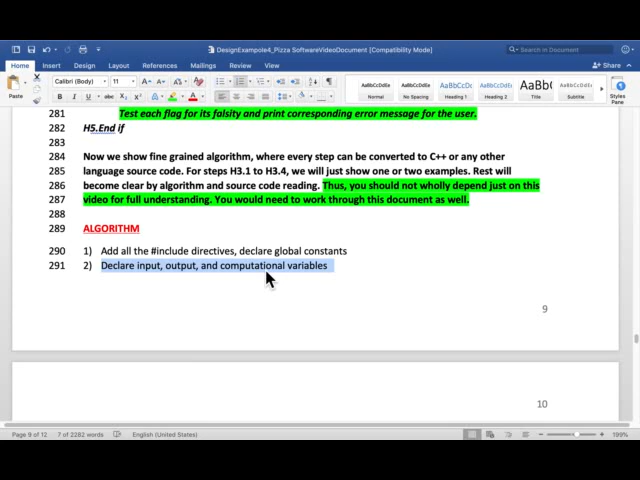 DesignExampole4_Pizza SoftwareVideoDocument [Compatibility Mode]
Search in Document
Home Insert Design Layout References Mailings Review View
Share
Paste
Calibri (Body) 11
AaBbCcDdEe AaBbCcDdEe AaBbCcDc AaBbCcDdEe AaBb( AaBbCcDdEe
Normal No Spacing Heading 1 Heading 2 Title Subtitle
Styles
Pane
281 Test each flag for its falsity and print corresponding error message for the user.
282 H5.End if
283
284 Now we show fine grained algorithm, where every step can be converted to C++ or any other
285 language source code. For steps H3.1 to H3.4, we will just show one or two examples. Rest will
286 become clear by algorithm and source code reading. Thus, you should not wholly depend just on this
287 video for full understanding. You would need to work through this document as well.
288
289 ALGORITHM
290 1) Add all the #include directives, declare global constants
291 2) Declare input, output, and computational variables
9
10
Page 9 of 12 7 of 2282 words English (United States) 199%